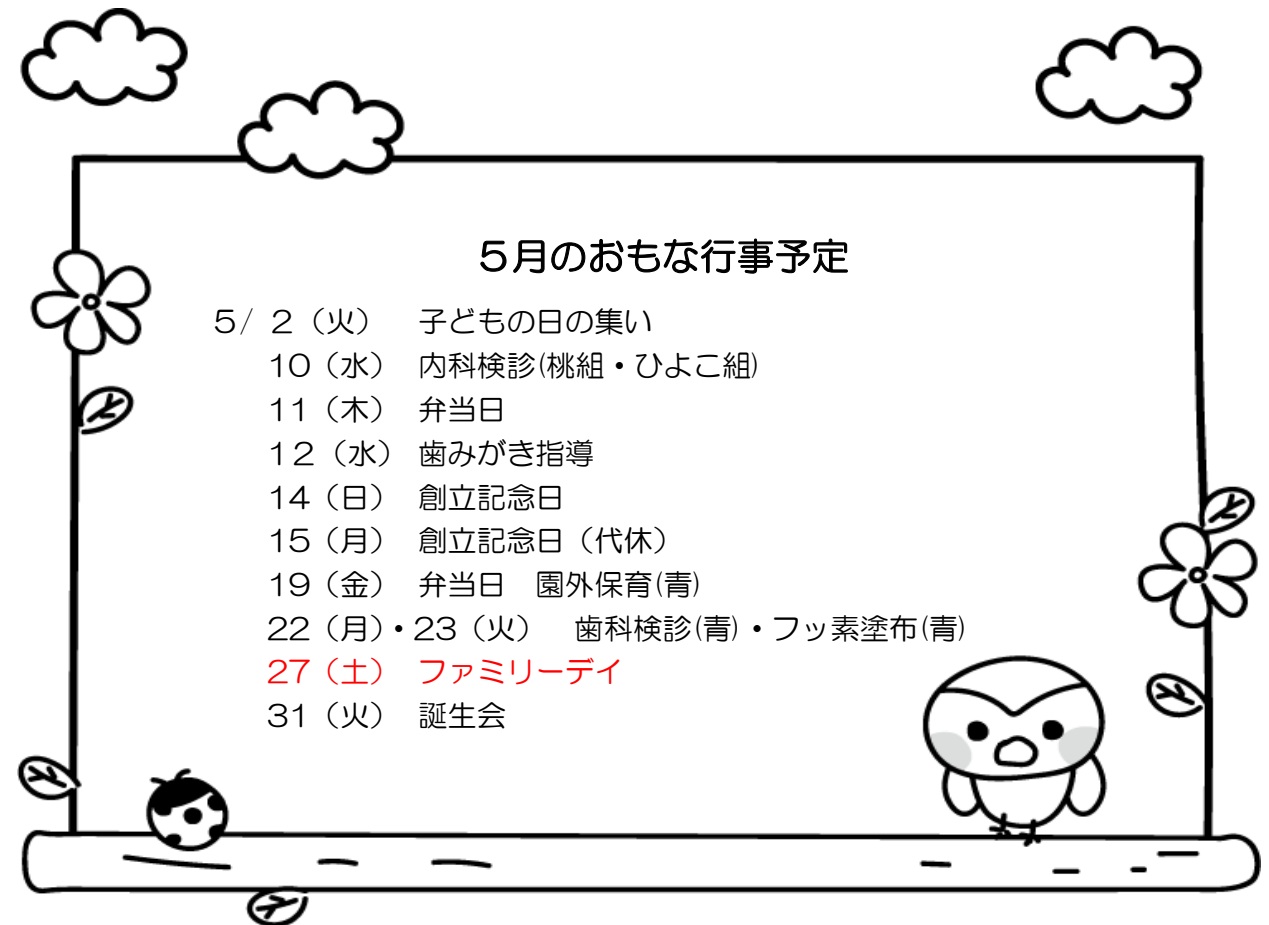 ５月のおもな行事予定
５/ ２（火）　子どもの日の集い
10（水）　内科検診(桃組・ひよこ組)
11（木）　弁当日
１２（水）　歯みがき指導
14（日）　創立記念日
15（月）　創立記念日（代休）
19（金）　弁当日　園外保育(青)
22（月）・23（火）　歯科検診(青)・フッ素塗布(青)
27（土）　ファミリーデイ
31（火）　誕生会